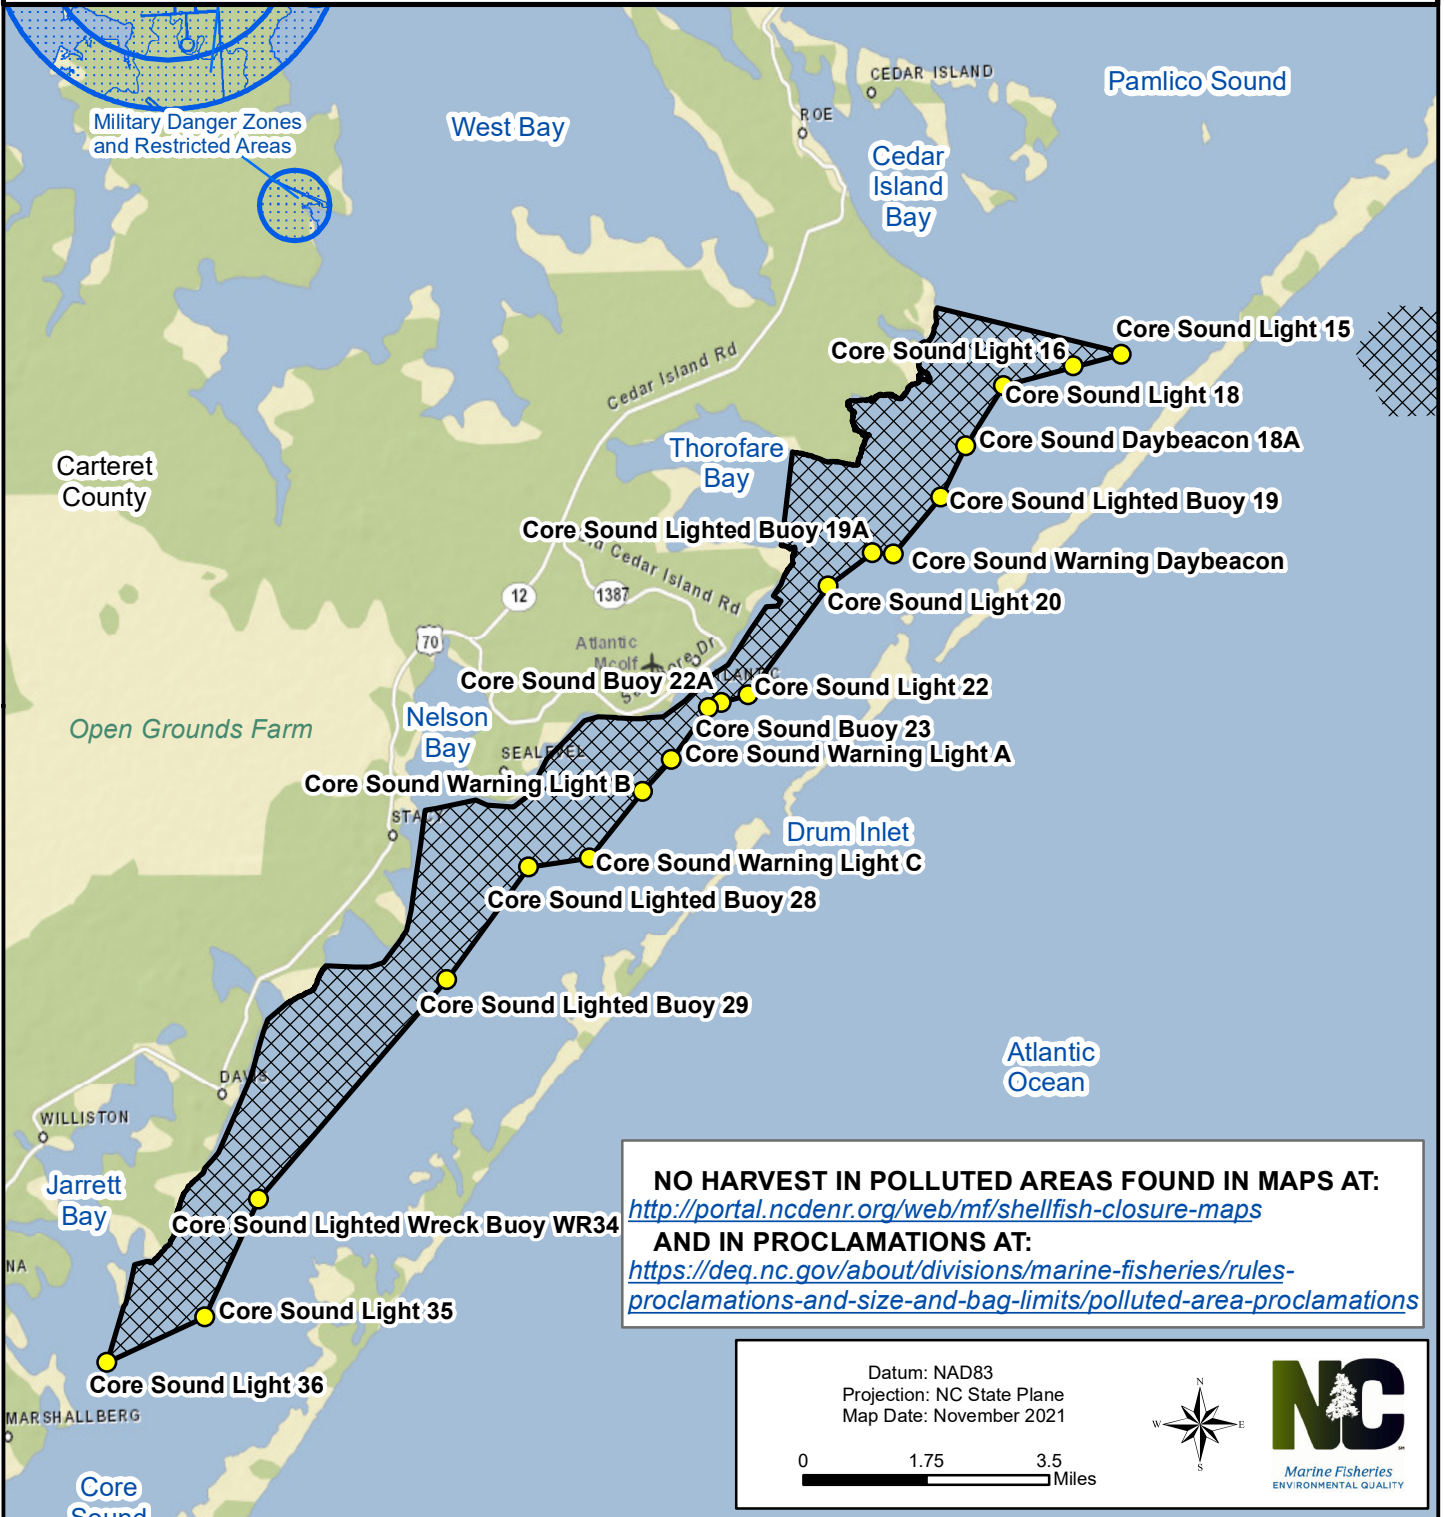 CEDAR ISLAND
Pamlico Sound
ROE
Military Danger Zones
and Restricted Areas
West Bay
Cedar
Island
Bay
Core Sound Light 15
Core Sound Light 16
Cedar Island Rd
Core Sound Light 18
Core Sound Daybeacon 18A
Thorofare
Bay
Carteret
County
Core Sound Lighted Buoy 19
Core Sound Lighted Buoy 19A
Cedar Island Rd
Core Sound Warning Daybeacon
12
1387
Core Sound Light 20
70
Atlantic
Mcolf
Dr
Core Sound Buoy 22A
Core Sound Light 22
Nelson
Bay
Open Grounds Farm
Core Sound Buoy 23
SEALEVEL
Core Sound Warning Light A
Core Sound Warning Light B
STACY
Drum Inlet
Core Sound Warning Light C
Core Sound Lighted Buoy 28
Core Sound Lighted Buoy 29
Atlantic
Ocean
DAVIS
WILLISTON
Jarrett
Bay
Core Sound Lighted Wreck Buoy WR34
NA
Core Sound Light 35
Core Sound Light 36
MARSHALLBERG
Core
Sound
NO HARVEST IN POLLUTED AREAS FOUND IN MAPS AT:
http://portal.ncdenr.org/web/mf/shellfish-closure-maps
AND IN PROCLAMATIONS AT:
https://deq.nc.gov/about/divisions/marine-fisheries/rules-
proclamations-and-size-and-bag-limits/polluted-area-proclamations
Datum: NAD83
Projection: NC State Plane
Map Date: November 2021
0 1.75 3.5
Miles
N
W E
S
NC
Marine Fisheries
ENVIRONMENTAL QUALITY